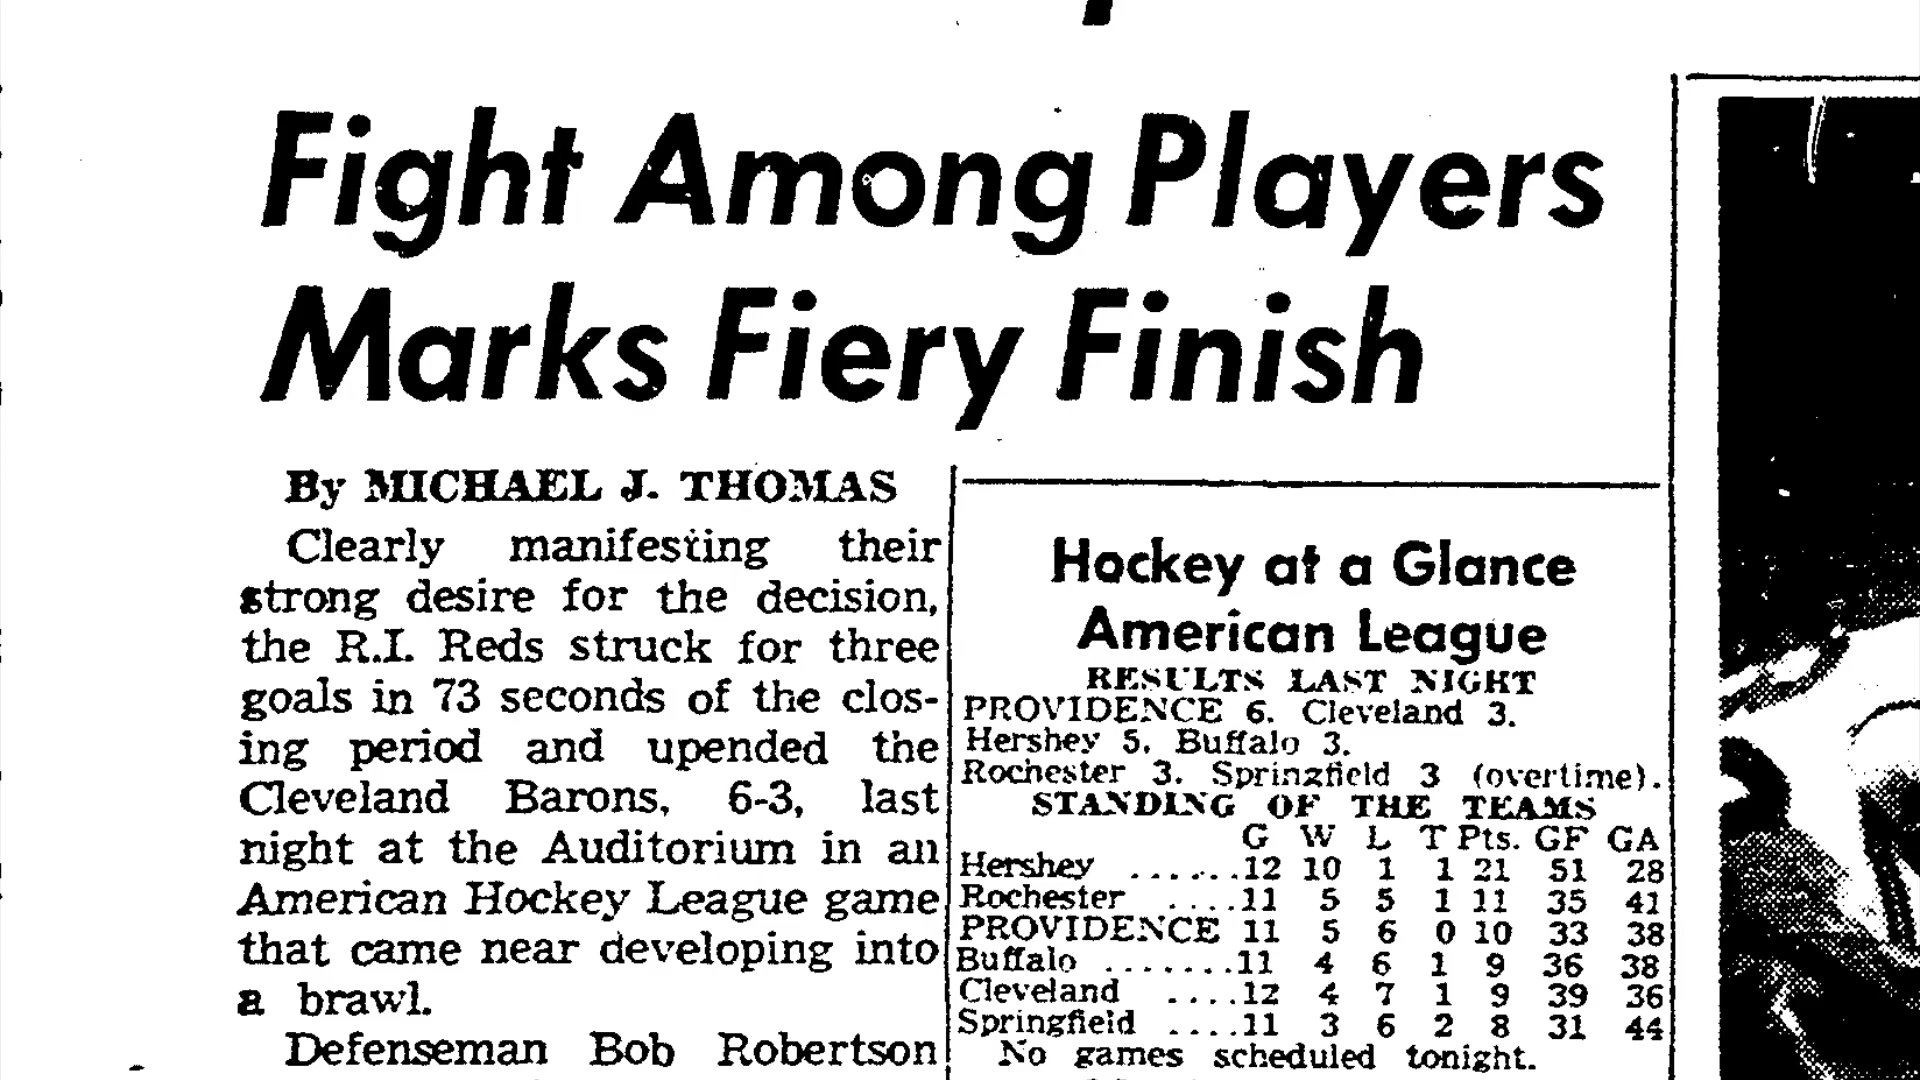 Fight Among Players
Marks Fiery Finish
By MICHAEL J. THOMAS
Clearly manifesting their
strong desire for the decision,
the R.I. Reds struck for three
goals in 73 seconds of the clos-
ing period and upended the
Cleveland Barons, 6-3, last
night at the Auditorium in an
American Hockey League game
that came near developing into
a brawl.
Defenseman Bob Robertson
Hockey at a Glance
American League
RESULTS LAST NIGHT
PROVIDENCE 6. Cleveland 3.
Hershey 5. Buffalo 3.
Rochester 3. Springfield 3 (overtime).
STANDING OF THE TEAMS
G W L T Pts. GF GA
Hershey .......12 10 1 1 21 51 28
Rochester ....11 5 5 1 11 35 41
PROVIDENCE 11 5 6 0 10 33 38
Buffalo .......11 4 6 1 9 36 38
Cleveland ....12 4 7 1 9 39 36
Springfield ....11 3 6 2 8 31 44
No games scheduled tonight.